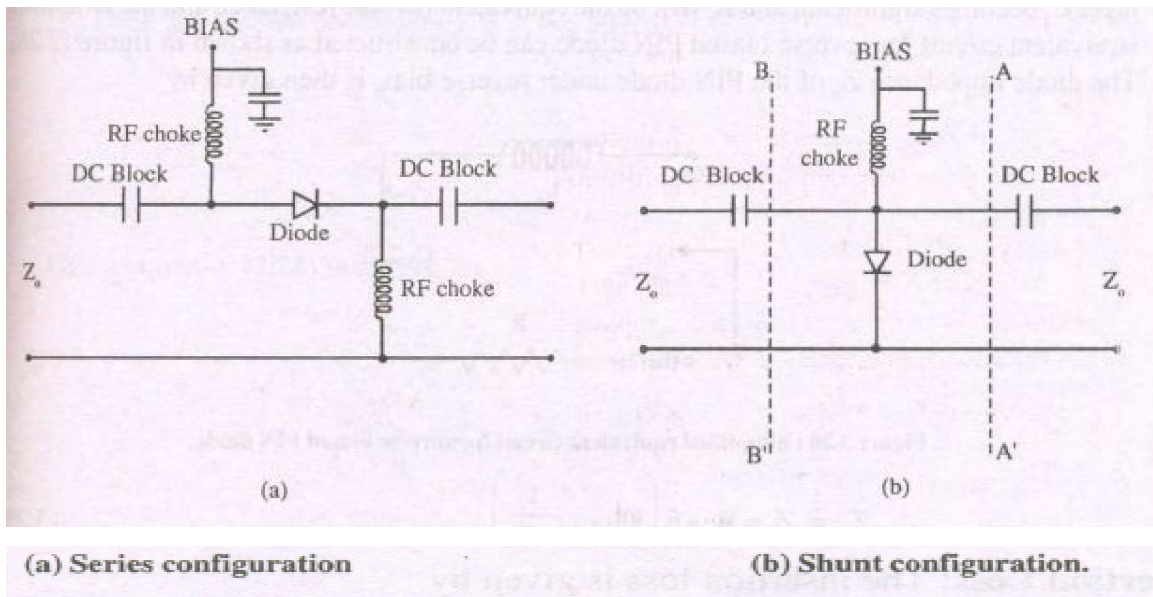 BIAS
RF choke
DC Block
DC Block
Diode
Zo
RF choke
(a)
B
BIAS
A
RF
choke
DC Block
DC Block
Diode
Zo
Zo
B"
A'
(b)
(a) Series configuration
(b) Shunt configuration.